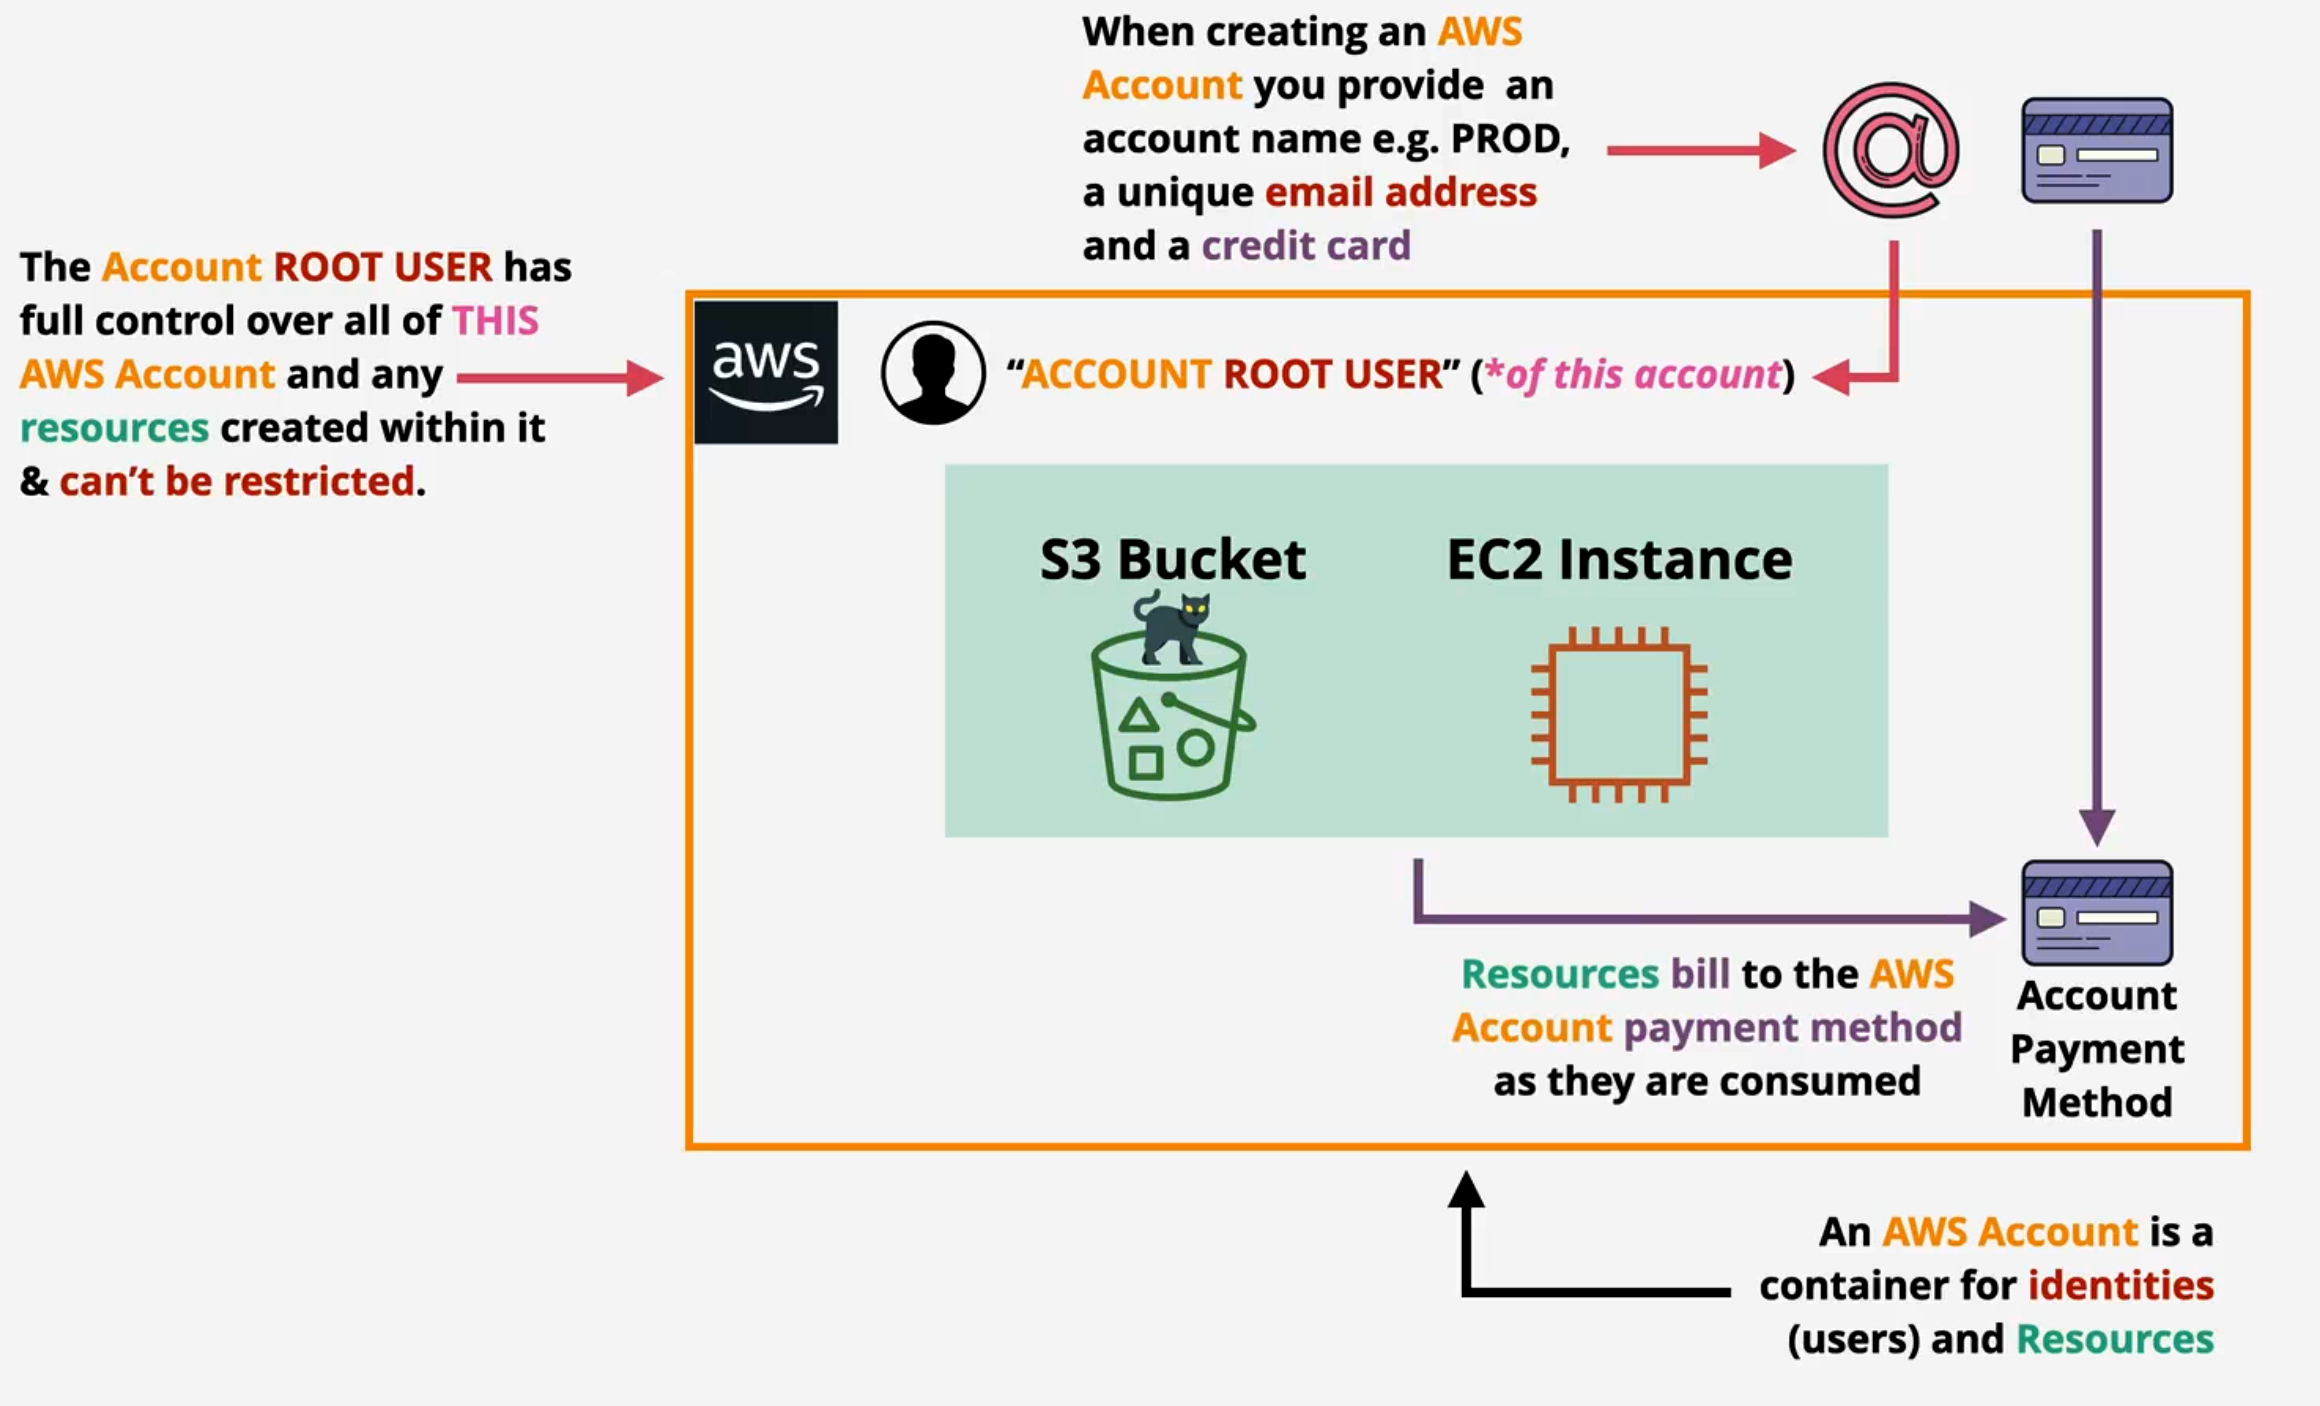 When creating an AWS
Account you provide  an
account name e.g. PROD,
a unique email address
and a credit card
The Account ROOT USER has
full control over all of THIS
AWS Account and any
resources created within it
& can’t be restricted.
aws
“ACCOUNT ROOT USER” (*of this account)
S3 Bucket
EC2 Instance
Resources bill to the AWS
Account payment method
as they are consumed
Account
Payment
Method
An AWS Account is a
container for identities
(users) and Resources